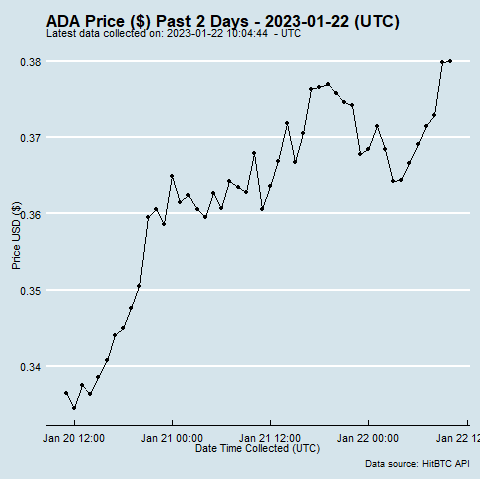 ADA Price ($) Past 2 Days - 2023-01-22 (UTC)
Latest data collected on: 2023-01-22 10:04:44 - UTC
0.38
0.37
0.36
0.35
0.34
Price USD ($)
Jan 20 12:00 Jan 21 00:00 Jan 21 12:00 Jan 22 00:00 Jan 22 12
Date Time Collected (UTC)
Data source: HitBTC API